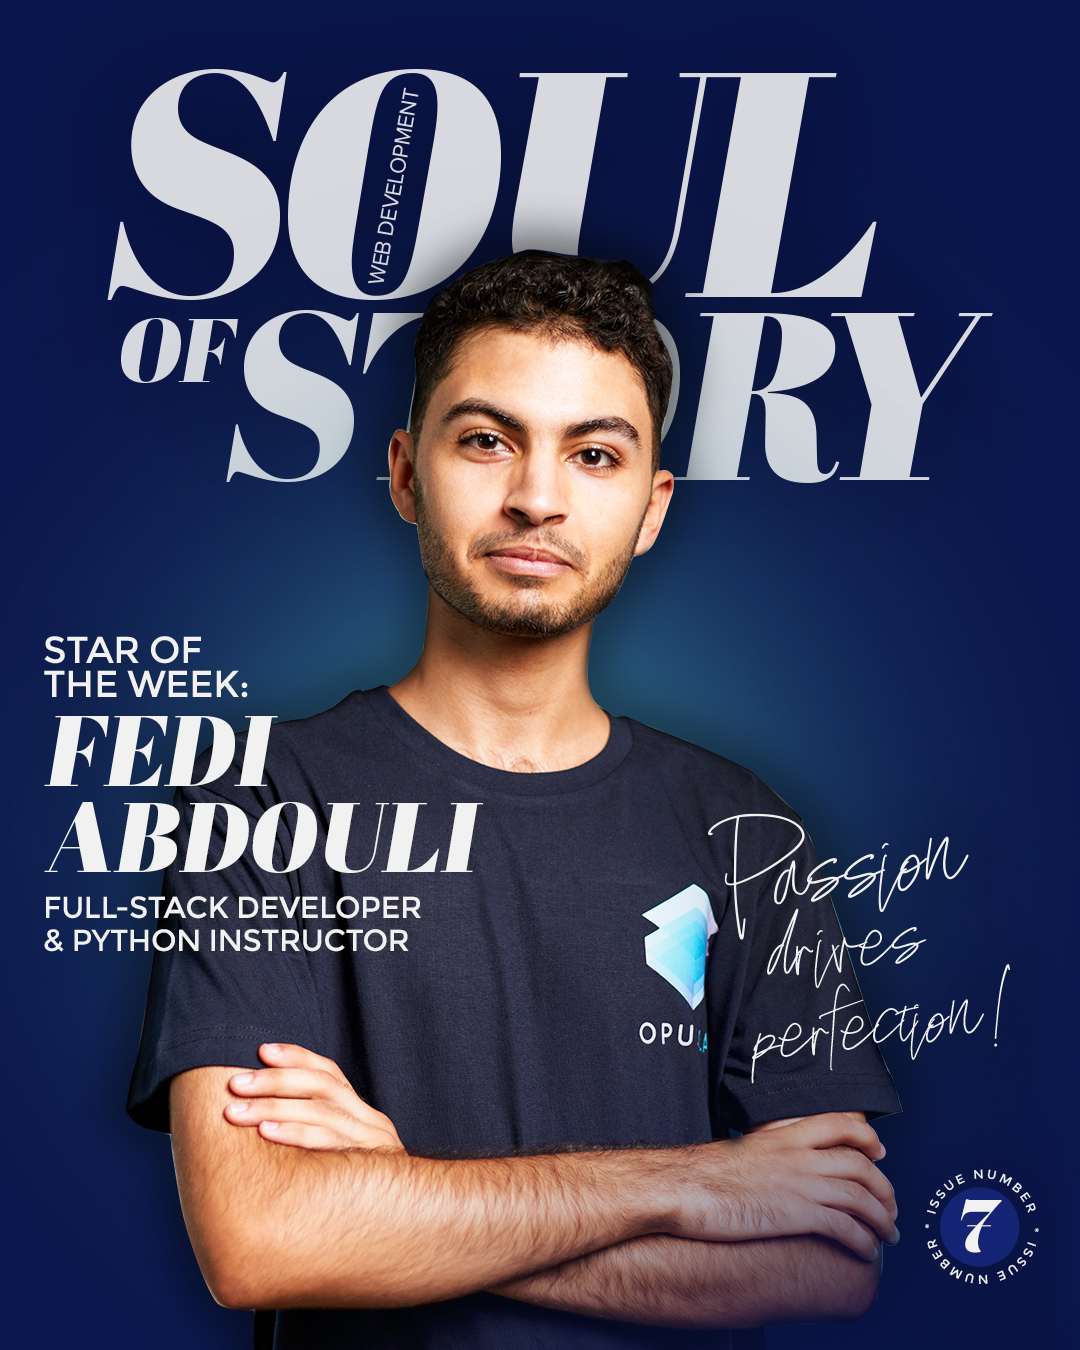 SOUL
WEB DEVELOPMENT
OF STORY
STAR OF
THE WEEK:
FEDI
ABDOULI
FULL-STACK DEVELOPER
& PYTHON INSTRUCTOR
Passion
drives
perfection!
OPU
ISSUE NUMBER * ISSUE NUMBER *
7